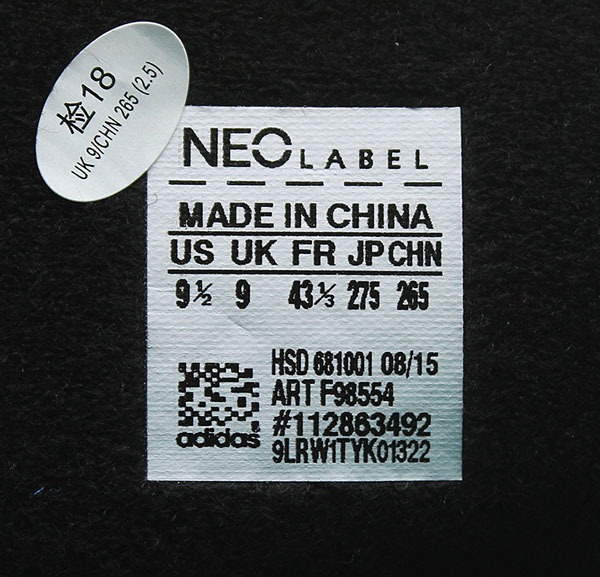 检18
UK 9/CHN 265 (2.5)
NEO LABEL
MADE IN CHINA
US UK FR JP CHN
9½ 9 43⅓ 275 265
HSD 681001 08/15
ART F98554
#112863492
adidas 9LRW1TYK01322